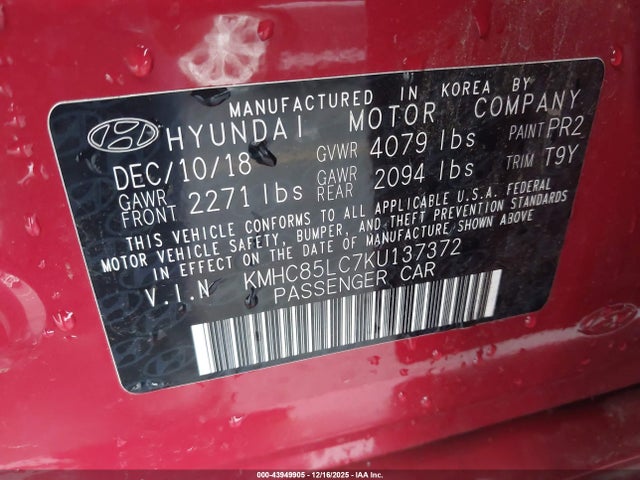 MANUFACTURED IN KOREA BY
HYUNDAI MOTOR COMPANY
DEC/10/18 GVWR 4079 lbs PAINT PR2
GAWR FRONT 2271 lbs GAWR REAR 2094 lbs TRIM T9Y
THIS VEHICLE CONFORMS TO ALL APPLICABLE U.S.A. FEDERAL
MOTOR VEHICLE SAFETY, BUMPER, AND THEFT PREVENTION STANDARDS
IN EFFECT ON THE DATE OF MANUFACTURE/SHOWN ABOVE
V.I.N KMHC85LC7KU137372
PASSENGER CAR
000-43949905 - 12/16/2025 - IAAI.COM